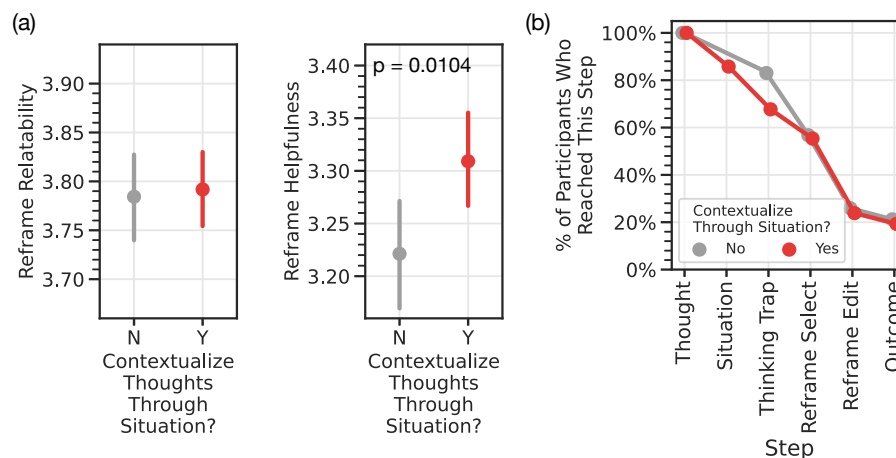 (a)
Reframe Relatability
3.90
3.85
3.80
3.75
3.70
N
Y
Contextualize
Thoughts
Through
Situation?
Reframe Helpfulness
3.40
3.35
3.30
3.25
3.20
p = 0.0104
N
Y
Contextualize
Thoughts
Through
Situation?
(b)
% of Participants Who
Reached This Step
100%
80%
60%
40%
20%
0%
Contextualize
Through Situation?
No
Yes
Thought
Situation
Thinking Trap
Reframe Select
Reframe Edit
Outcome
Step